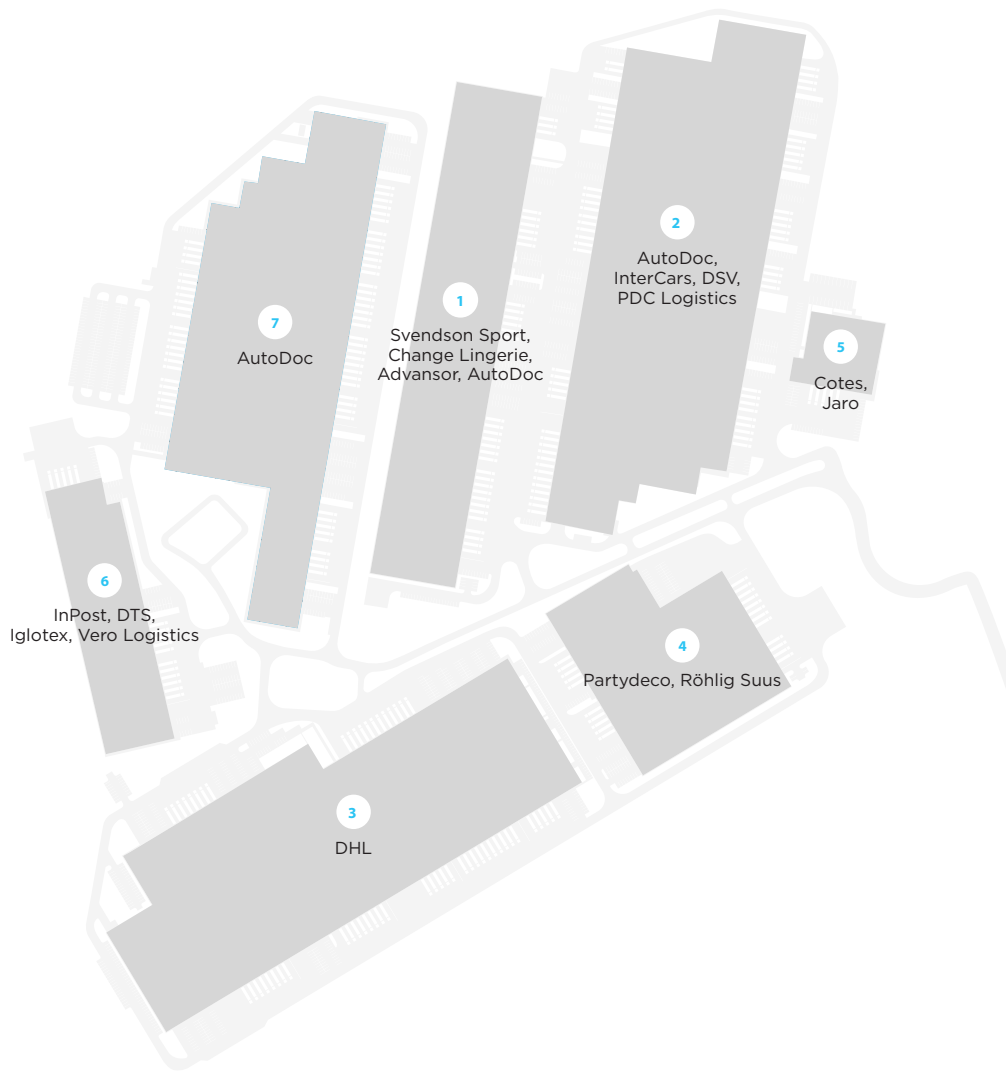 2
AutoDoc,
InterCars, DSV,
PDC Logistics
1
Svendson Sport,
Change Lingerie,
Advansor, AutoDoc
7
AutoDoc
5
Cotes,
Jaro
6
InPost, DTS,
Iglotex, Vero Logistics
4
Partydeco, Röhlig Suus
3
DHL